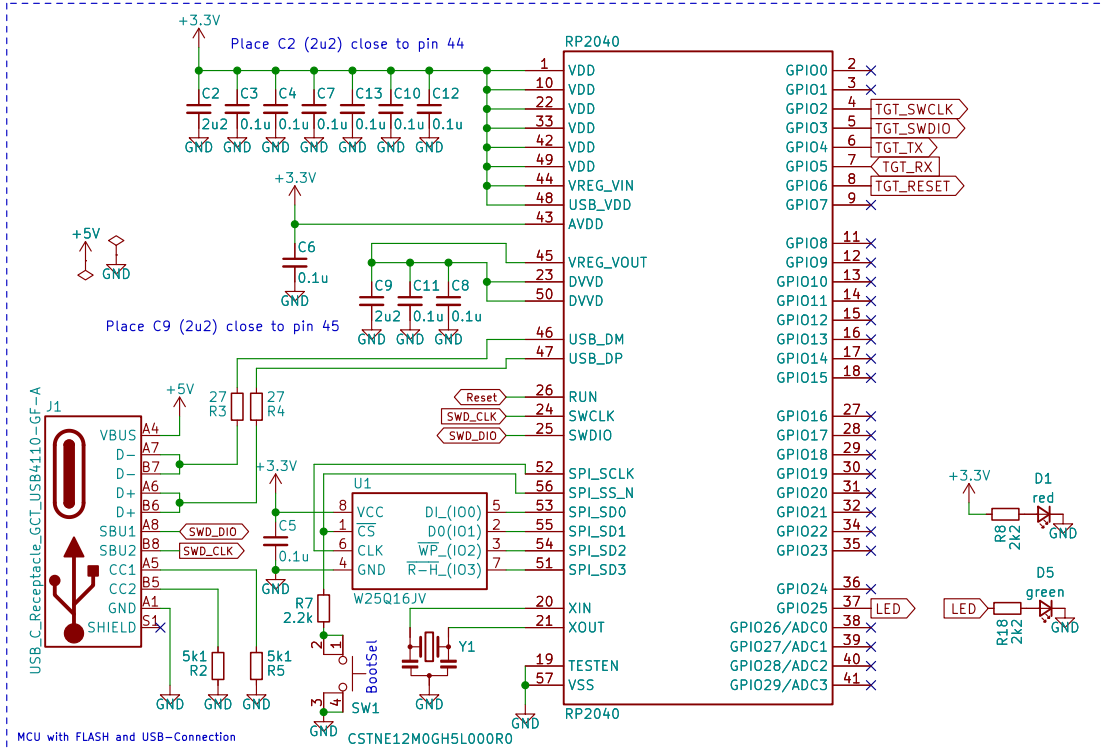 +3.3V
Place C2 (2u2) close to pin 44
C2 C3 C4 C7 C13 C10 C12
2u2 0.1u 0.1u 0.1u 0.1u 0.1u 0.1u
GND GND GND GND GND GND GND
+3.3V
C6
0.1u
GND
+5V
GND
C9 C11 C8
2u2 0.1u 0.1u
GND GND GND
Place C9 (2u2) close to pin 45
RP2040
1 VDD
10 VDD
22 VDD
33 VDD
42 VDD
49 VDD
44 VREG_VIN
48 USB_VDD
43 AVDD
45 VREG_VOUT
23 DVVD
50 DVVD
46 USB_DM
47 USB_DP
Reset 26 RUN
SWD_CLK 24 SWCLK
SWD_DIO 25 SWDIO
52 SPI_SCLK
56 SPI_SS_N
53 SPI_SD0
55 SPI_SD1
54 SPI_SD2
51 SPI_SD3
20 XIN
21 XOUT
19 TESTEN
57 VSS
GND
RP2040
GPIO0 2
GPIO1 3
GPIO2 4 TGT_SWCLK
GPIO3 5 TGT_SWDIO
GPIO4 6 TGT_TX
GPIO5 7 TGT_RX
GPIO6 8 TGT_RESET
GPIO7 9
GPIO8 11
GPIO9 12
GPIO10 13
GPIO11 14
GPIO12 15
GPIO13 16
GPIO14 17
GPIO15 18
GPIO16 27
GPIO17 28
GPIO18 29
GPIO19 30
GPIO20 31
GPIO21 32
GPIO22 34
GPIO23 35
GPIO24 36
GPIO25 37 LED
GPIO26/ADC0 38
GPIO27/ADC1 39
GPIO28/ADC2 40
GPIO29/ADC3 41
J1
USB_C_Receptacle_GCT_USB4110-GF-A
+5V
VBUS A4
D- A7
D- B7
D+ A6
D+ B6
SBU1 A8 SWD_DIO
SBU2 B8 SWD_CLK
CC1 A5
CC2 B5
GND A1
SHIELD S1
27
R3
27
R4
5k1
R2
5k1
R5
GND GND GND
+3.3V
C5
0.1u
GND
U1
8 VCC DI_(IO0) 5
1 CS DO(IO1) 2
6 CLK WP_(IO2) 3
4 GND R-H_(IO3) 7
W25Q16JV
R7
2.2k
2 1
BootSel
3 4
SW1
GND
Y1
GND
CSTNE12M0GH5L000R0
+3.3V
D1
red
R8
2k2
GND
LED
D5
green
R18
2k2
GND
MCU with FLASH and USB-Connection